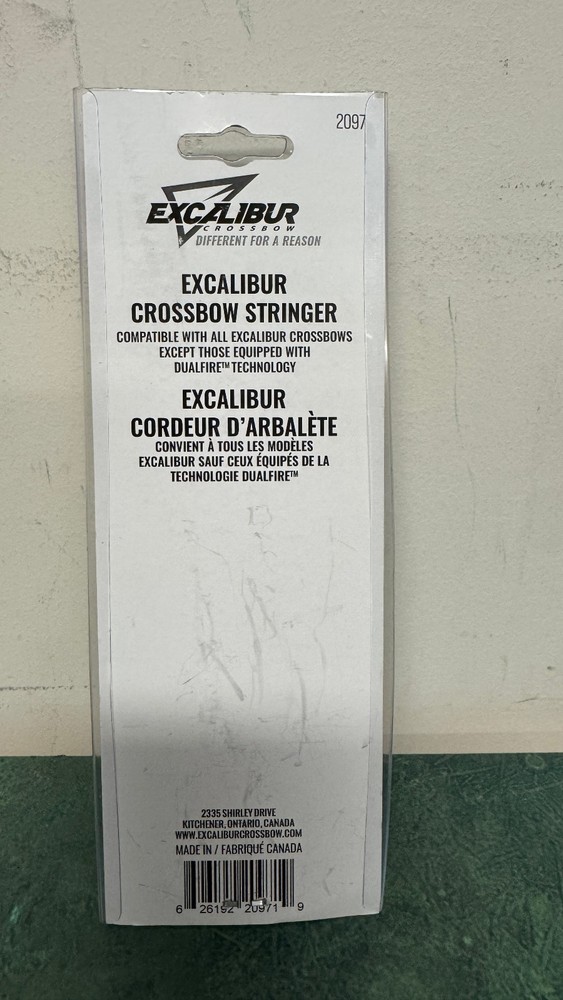 2097
EXCALIBUR
CROSSBOW
DIFFERENT FOR A REASON
EXCALIBUR
CROSSBOW STRINGER
COMPATIBLE WITH ALL EXCALIBUR CROSSBOWS
EXCEPT THOSE EQUIPPED WITH
DUALFIRE™ TECHNOLOGY
EXCALIBUR
CORDEUR D'ARBALÈTE
CONVIENT À TOUS LES MODÈLES
EXCALIBUR SAUF CEUX ÉQUIPÉS DE LA
TECHNOLOGIE DUALFIRE™
2335 SHIRLEY DRIVE
KITCHENER, ONTARIO, CANADA
WWW.EXCALIBURCROSSBOW.COM
MADE IN / FABRIQUÉ CANADA
6 26192 20971 9